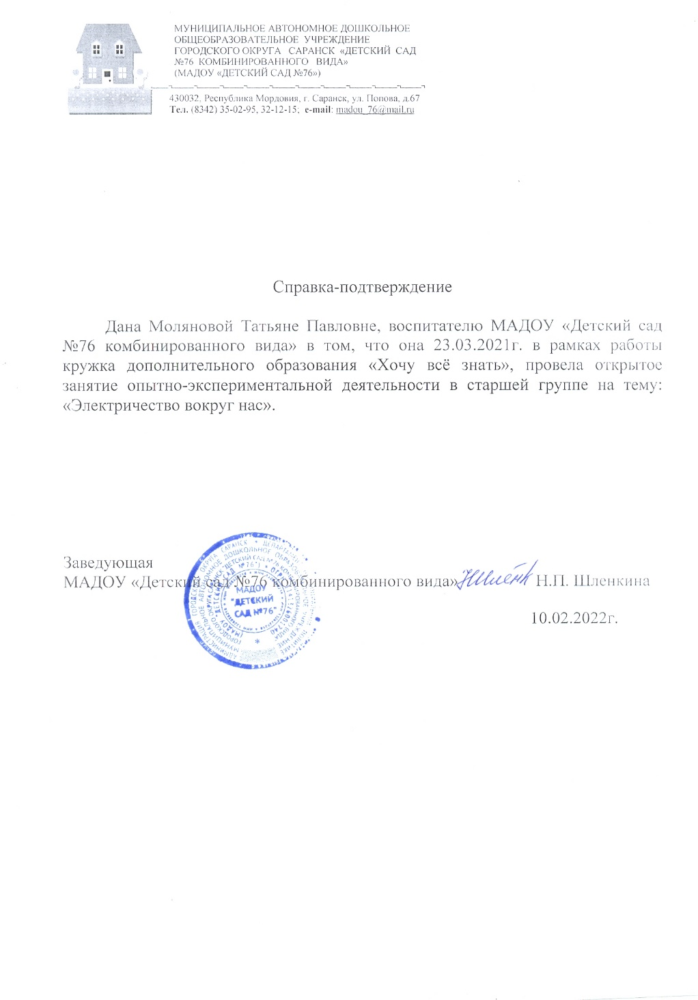 МУНИЦИПАЛЬНОЕ АВТОНОМНОЕ ДОШКОЛЬНОЕ
ОБЩЕОБРАЗОВАТЕЛЬНОЕ УЧРЕЖДЕНИЕ
ГОРОДСКОГО ОКРУГА САРАНСК «ДЕТСКИЙ САД
№76 КОМБИНИРОВАННОГО ВИДА»
(МАДОУ «ДЕТСКИЙ САД №76»)
430032, Республика Мордовия, г. Саранск, ул. Попова, д.67
Тел. (8342) 35-02-95, 32-12-15; e-mail: madou_76@mail.ru
Справка-подтверждение
Дана Моляновой Татьяне Павловне, воспитателю МАДОУ «Детский сад
№76 комбинированного вида» в том, что она 23.03.2021г. в рамках работы
кружка дополнительного образования «Хочу всё знать», провела открытое
занятие опытно-экспериментальной деятельности в старшей группе на тему:
«Электричество вокруг нас».
Заведующая
МАДОУ «Детский сад №76 комбинированного вида» Н.П. Шленкина
10.02.2022г.
МАДОУ
"ДЕТСКИЙ
САД №76"